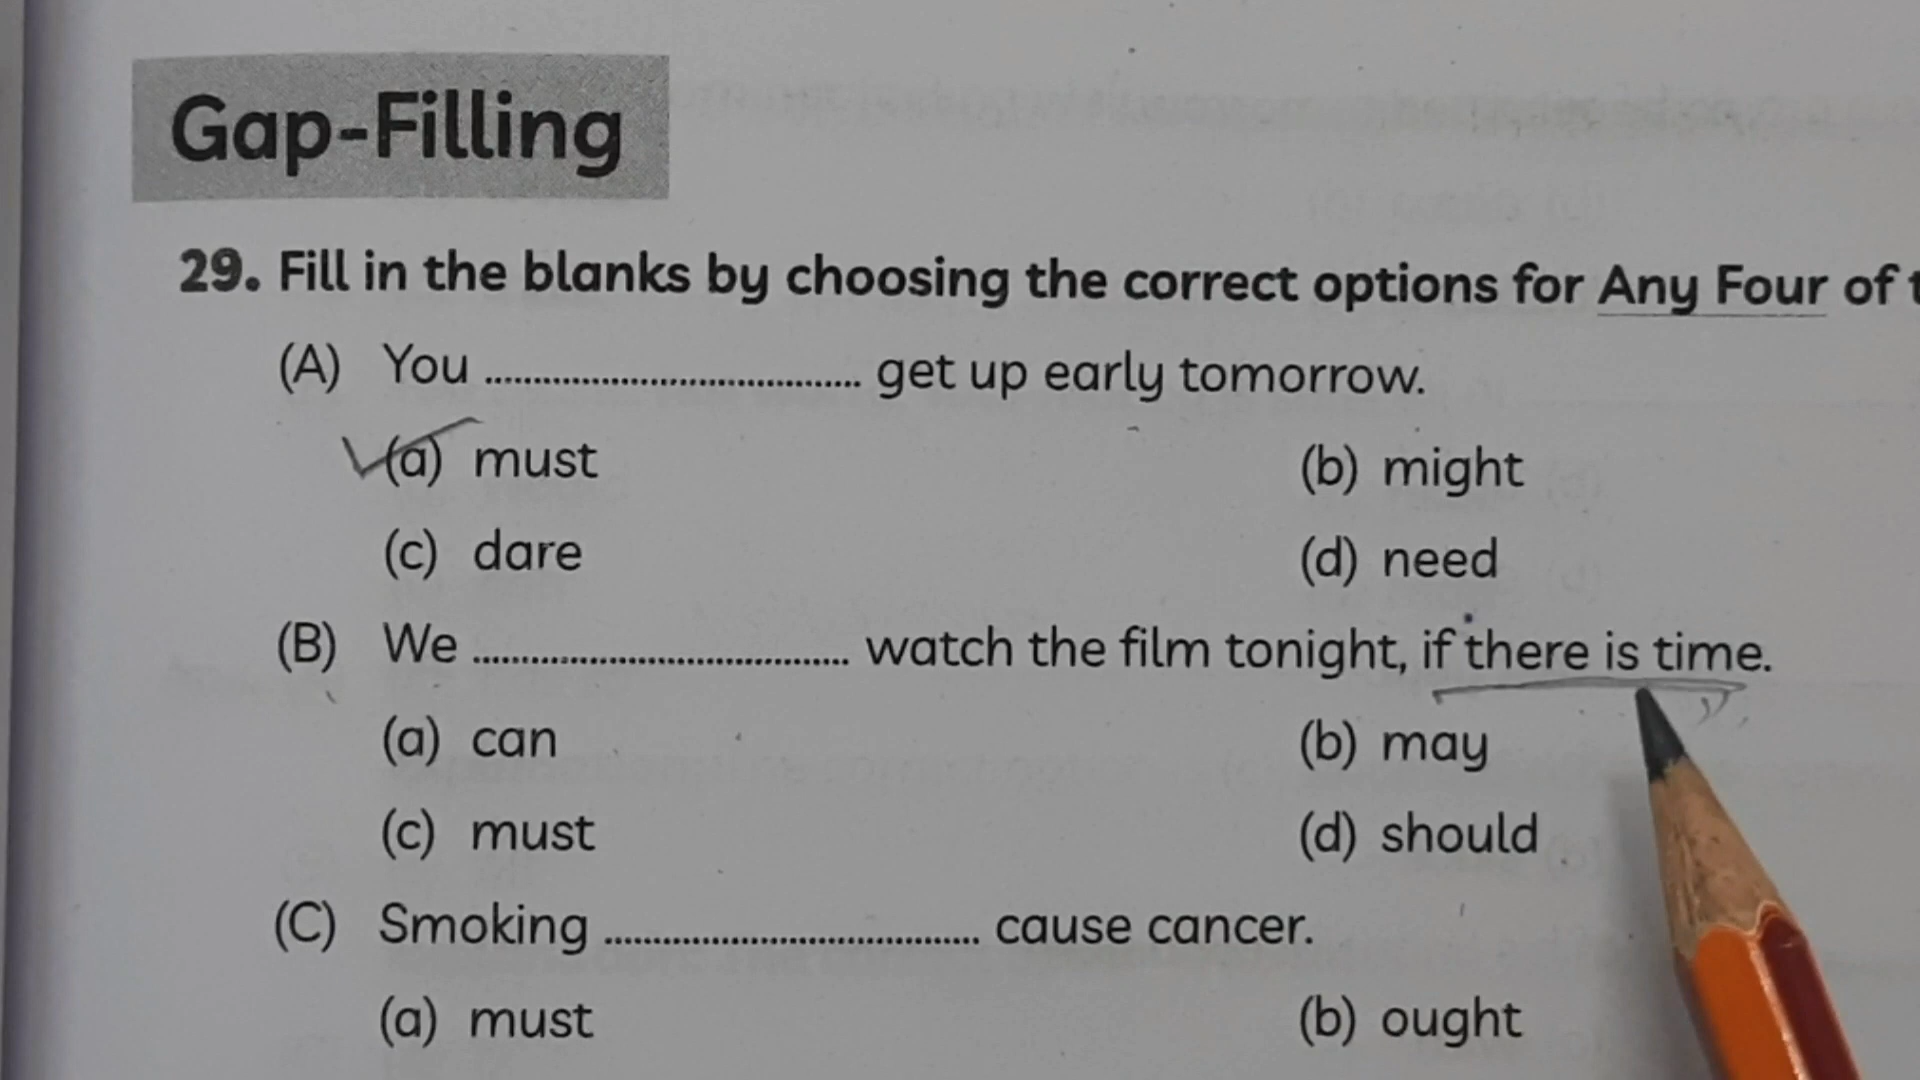 Gap-Filling
29. Fill in the blanks by choosing the correct options for Any Four of
(A) You ........................................ get up early tomorrow.
(a) must (b) might
(c) dare (d) need
(B) We ........................................ watch the film tonight, if there is time.
(a) can (b) may
(c) must (d) should
(C) Smoking ........................................ cause cancer.
(a) must (b) ought